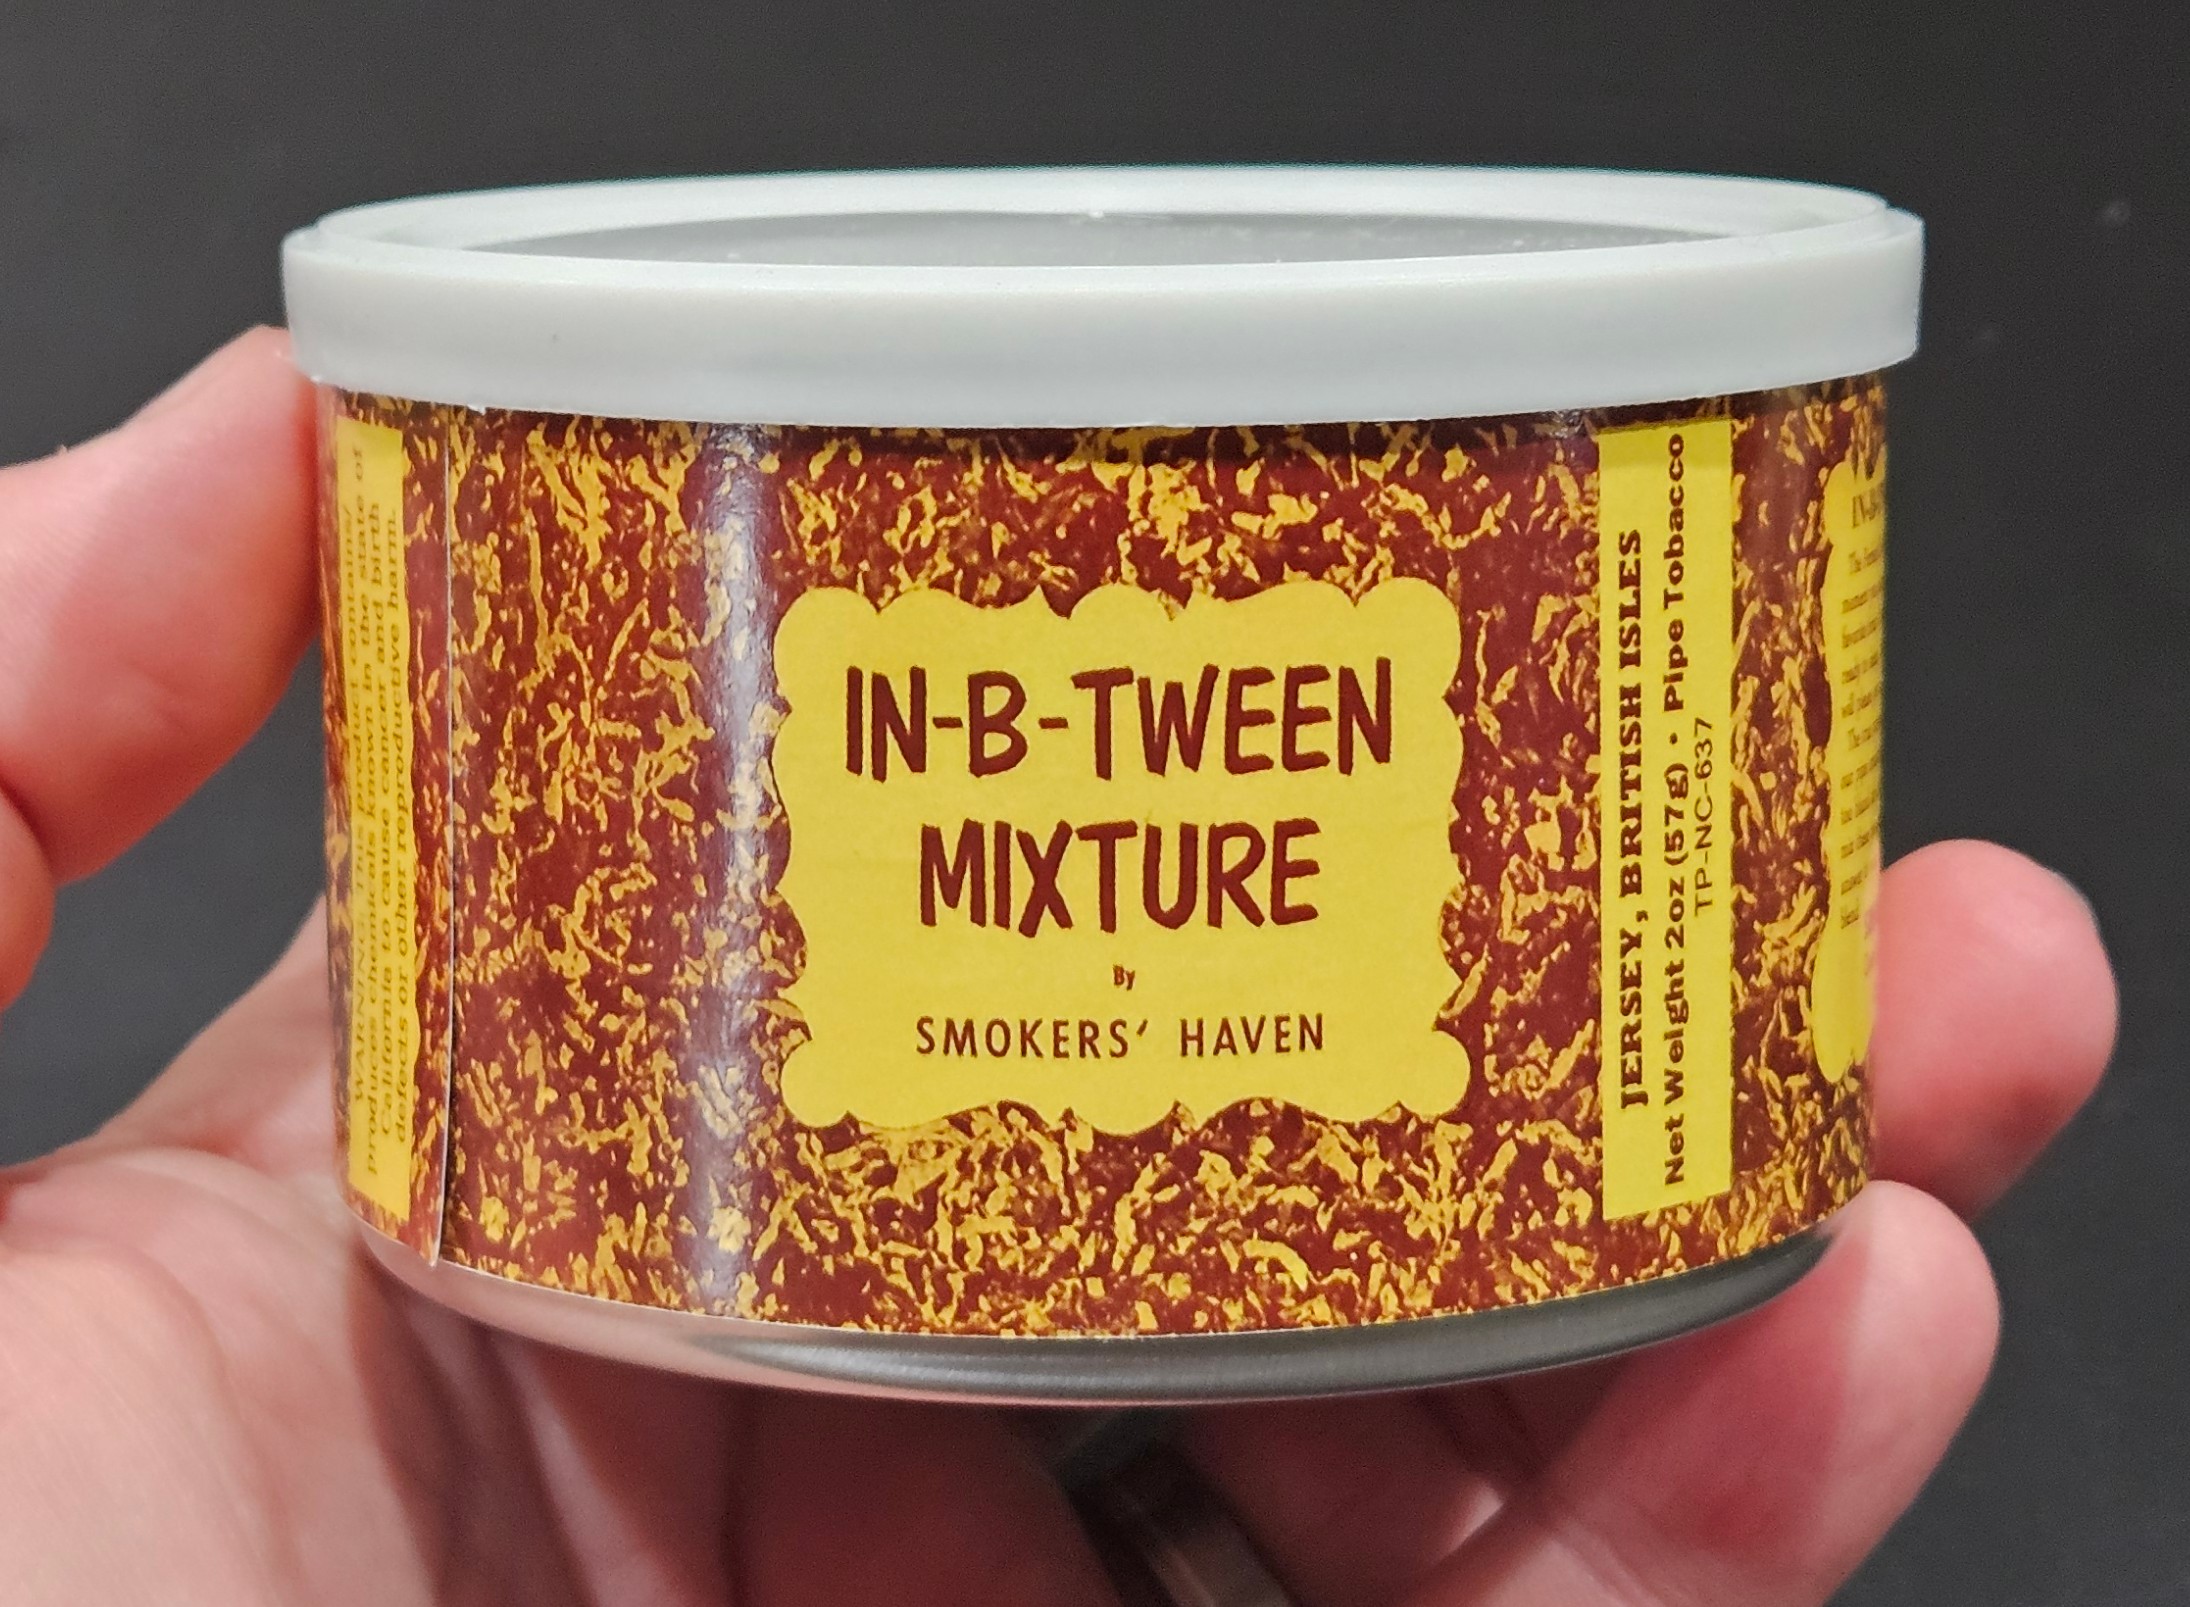 WARNING: This product contains/
produces chemicals known in the state of
California to cause cancer and birth
defects or other reproductive harm.
IN-B-TWEEN
MIXTURE
By
SMOKERS' HAVEN
JERSEY, BRITISH ISLES
Net Weight 2oz (57g) • Pipe Tobacco
TP-NC-637